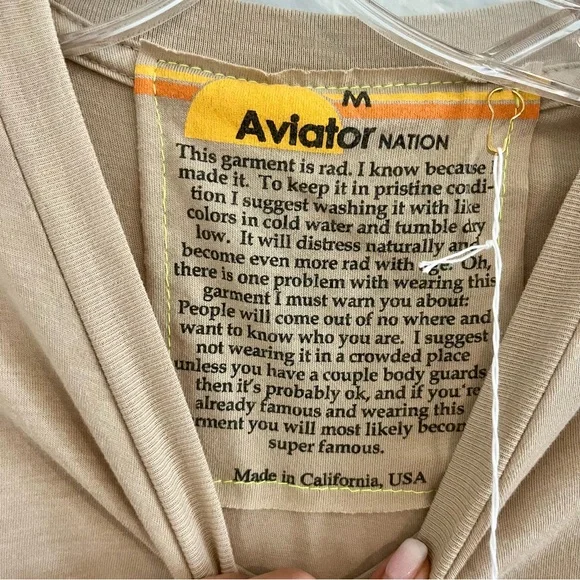 M
Aviator NATION
This garment is rad. I know because I
made it. To keep it in pristine condi-
tion I suggest washing it with like
colors in cold water and tumble dry
low. It will distress naturally and
become even more rad with age. Oh,
there is one problem with wearing this
garment I must warn you about:
People will come out of no where and
want to know who you are. I suggest
not wearing it in a crowded place
unless you have a couple body guards
then it's probably ok, and if you're
already famous and wearing this
garment you will most likely become
super famous.
Made in California, USA